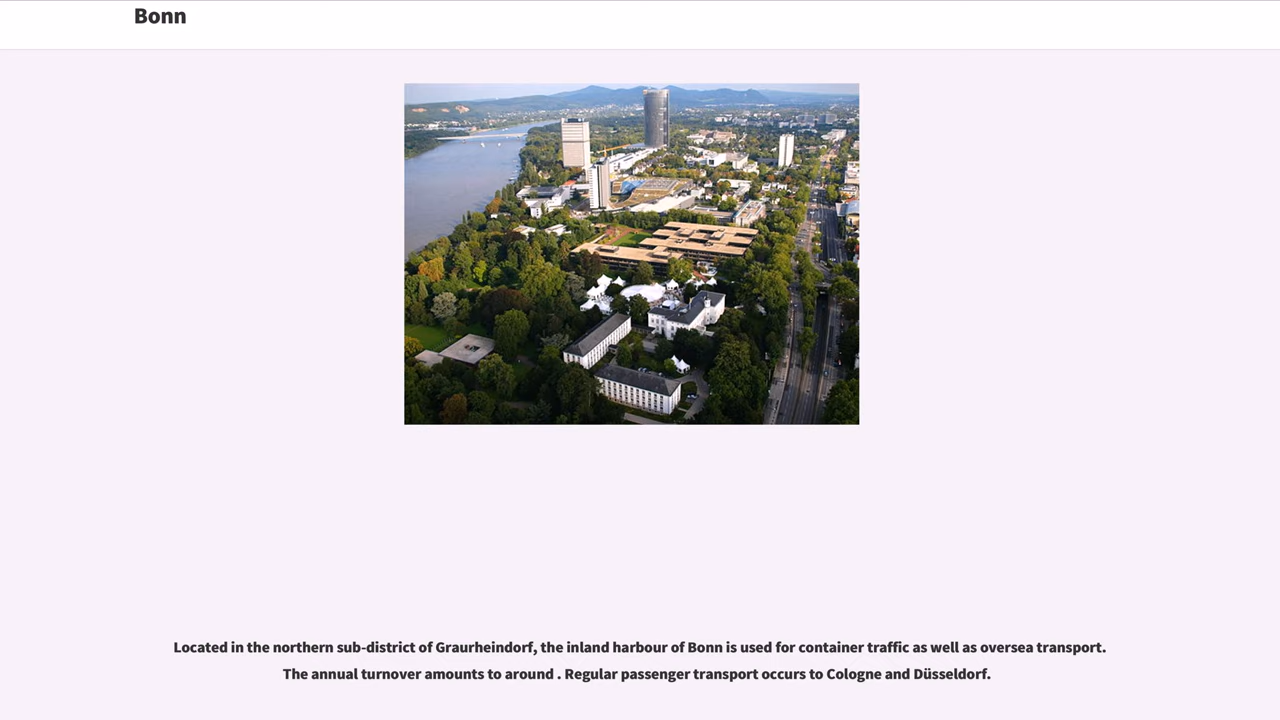 Bonn
Located in the northern sub-district of Graurheindorf, the inland harbour of Bonn is used for container traffic as well as oversea transport.
The annual turnover amounts to around . Regular passenger transport occurs to Cologne and Düsseldorf.